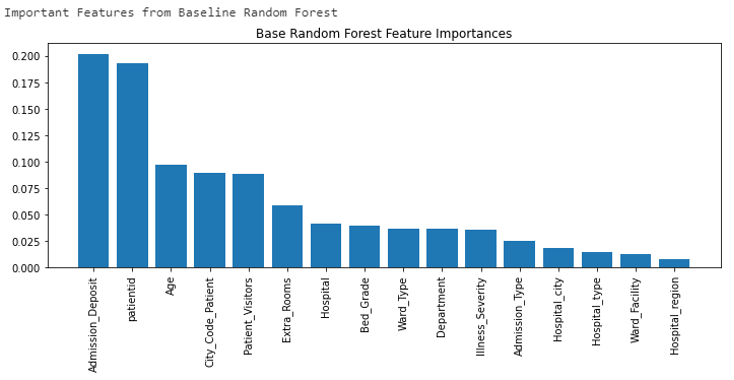 Important Features from Baseline Random Forest
Base Random Forest Feature Importances
0.200
0.175
0.150
0.125
0.100
0.075
0.050
0.025
0.000
Admission_Deposit
patientid
Age
City_Code_Patient
Patient_Visitors
Extra_Rooms
Hospital
Bed_Grade
Ward_Type
Department
Illness_Severity
Admission_Type
Hospital_city
Hospital_type
Ward_Facility
Hospital_region